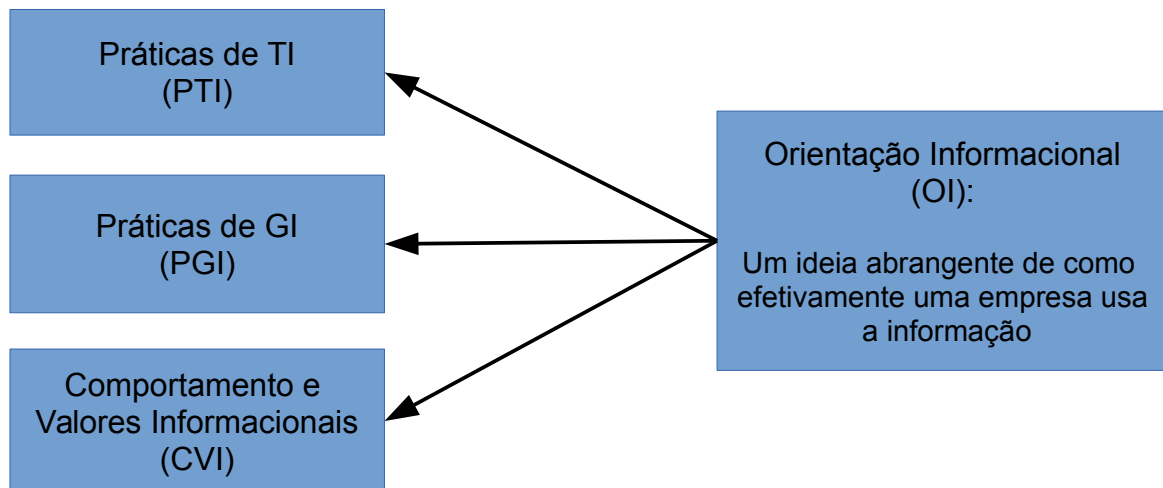 Práticas de TI
(PTI)
Práticas de GI
(PGI)
Comportamento e
Valores Informacionais
(CVI)
Orientação Informacional
(OI):
Um ideia abrangente de como
efetivamente uma empresa usa
a informação